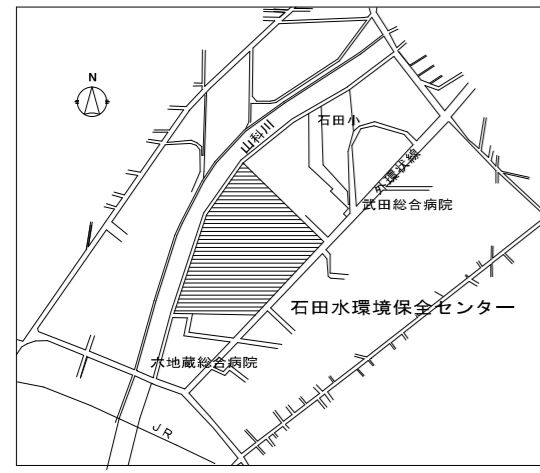 N
石田小
山科川
外環状線
武田総合病院
石田水環境保全センター
六地蔵総合病院
JR